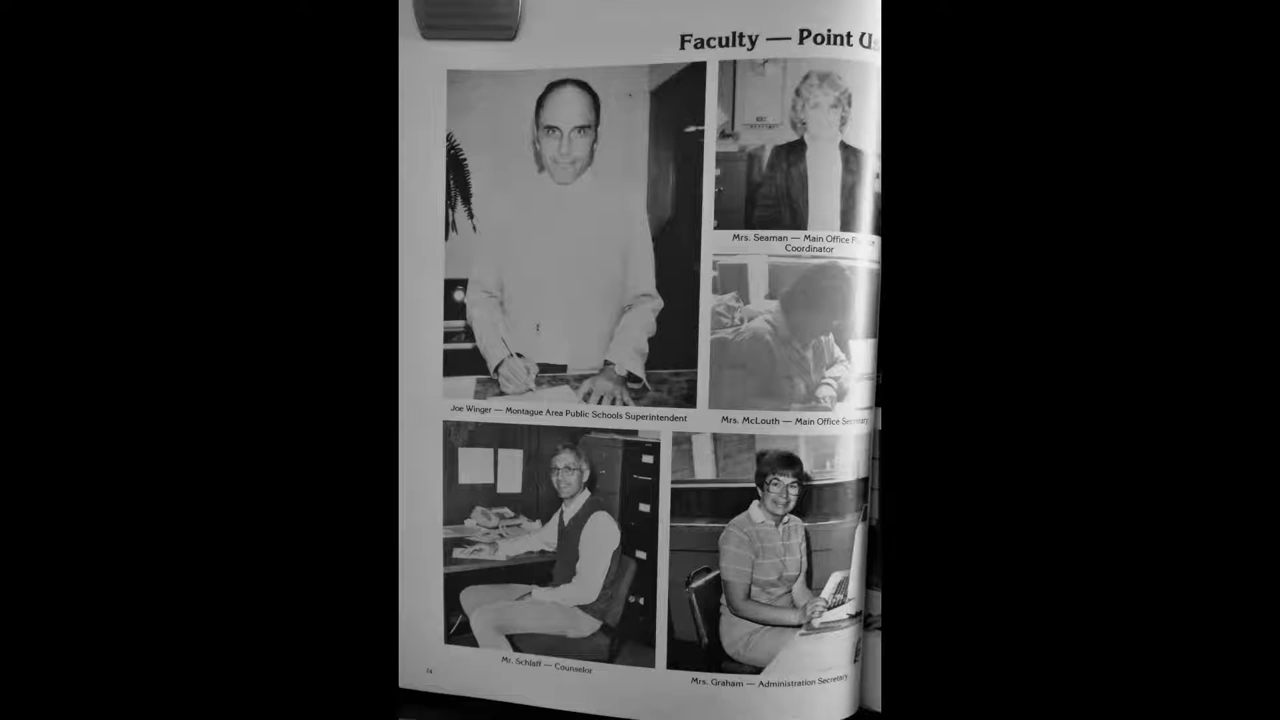 Faculty — Point
Joe Winger — Montague Area Public Schools Superintendent
Mrs. Seaman — Main Office
Coordinator
Mrs. McLouth — Main Office Secretary
Mr. Schlaff — Counselor
Mrs. Graham — Administration Secretary
74